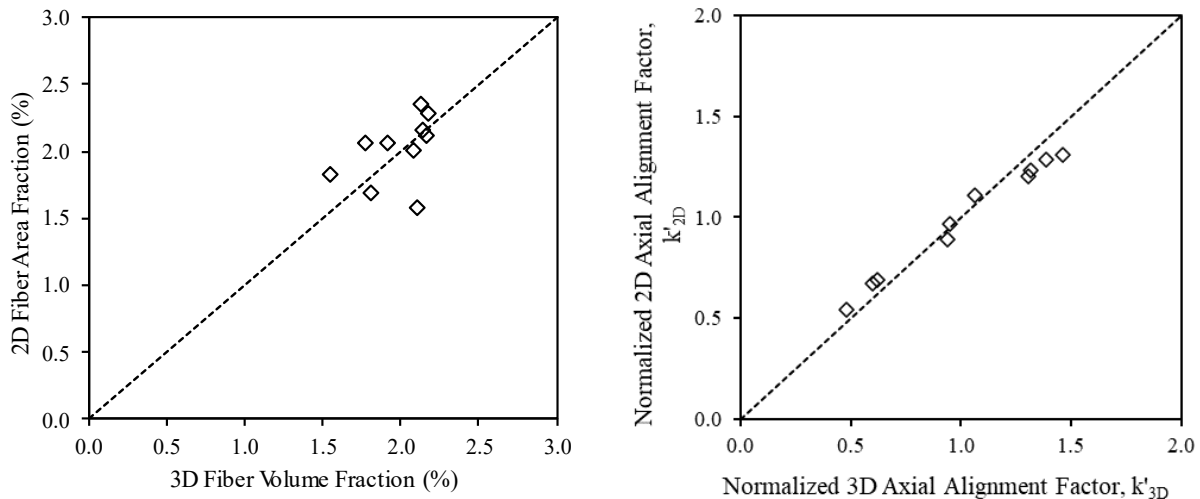 3.0
2.5
2.0
1.5
1.0
0.5
0.0
2D Fiber Area Fraction (%)
0.0 0.5 1.0 1.5 2.0 2.5 3.0
3D Fiber Volume Fraction (%)
2.0
1.5
1.0
0.5
0.0
Normalized 2D Axial Alignment Factor,
k'2D
0.0 0.5 1.0 1.5 2.0
Normalized 3D Axial Alignment Factor, k'3D